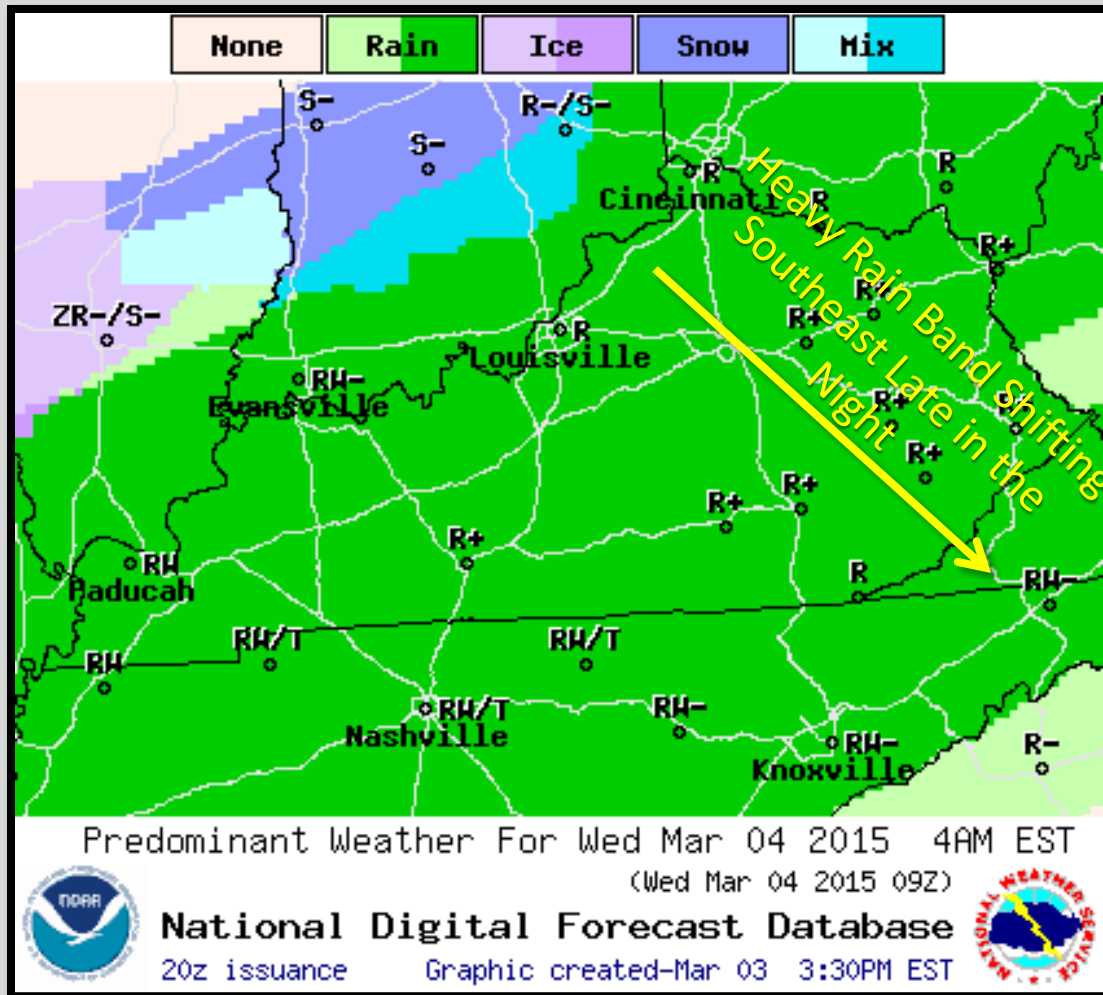 None
Rain
Ice
Snow
Mix
S-
R-/S-
S-
R
R
Cincinnati
R
Heavy Rain Band Shifting
Southeast Late in the
Night
R+
R+
R+
ZR-/S-
R
Louisville
RW-
Evansville
R+
R+
R+
R+
R+
R+
RW
Paducah
R
RW-
RW/T
RW/T
RW
RW/T
Nashville
RW-
RW-
Knoxville
R-
Predominant Weather For Wed Mar 04 2015 4AM EST
(Wed Mar 04 2015 09Z)
NOAA
National Digital Forecast Database
20z issuance Graphic created-Mar 03 3:30PM EST
NATIONAL WEATHER SERVICE